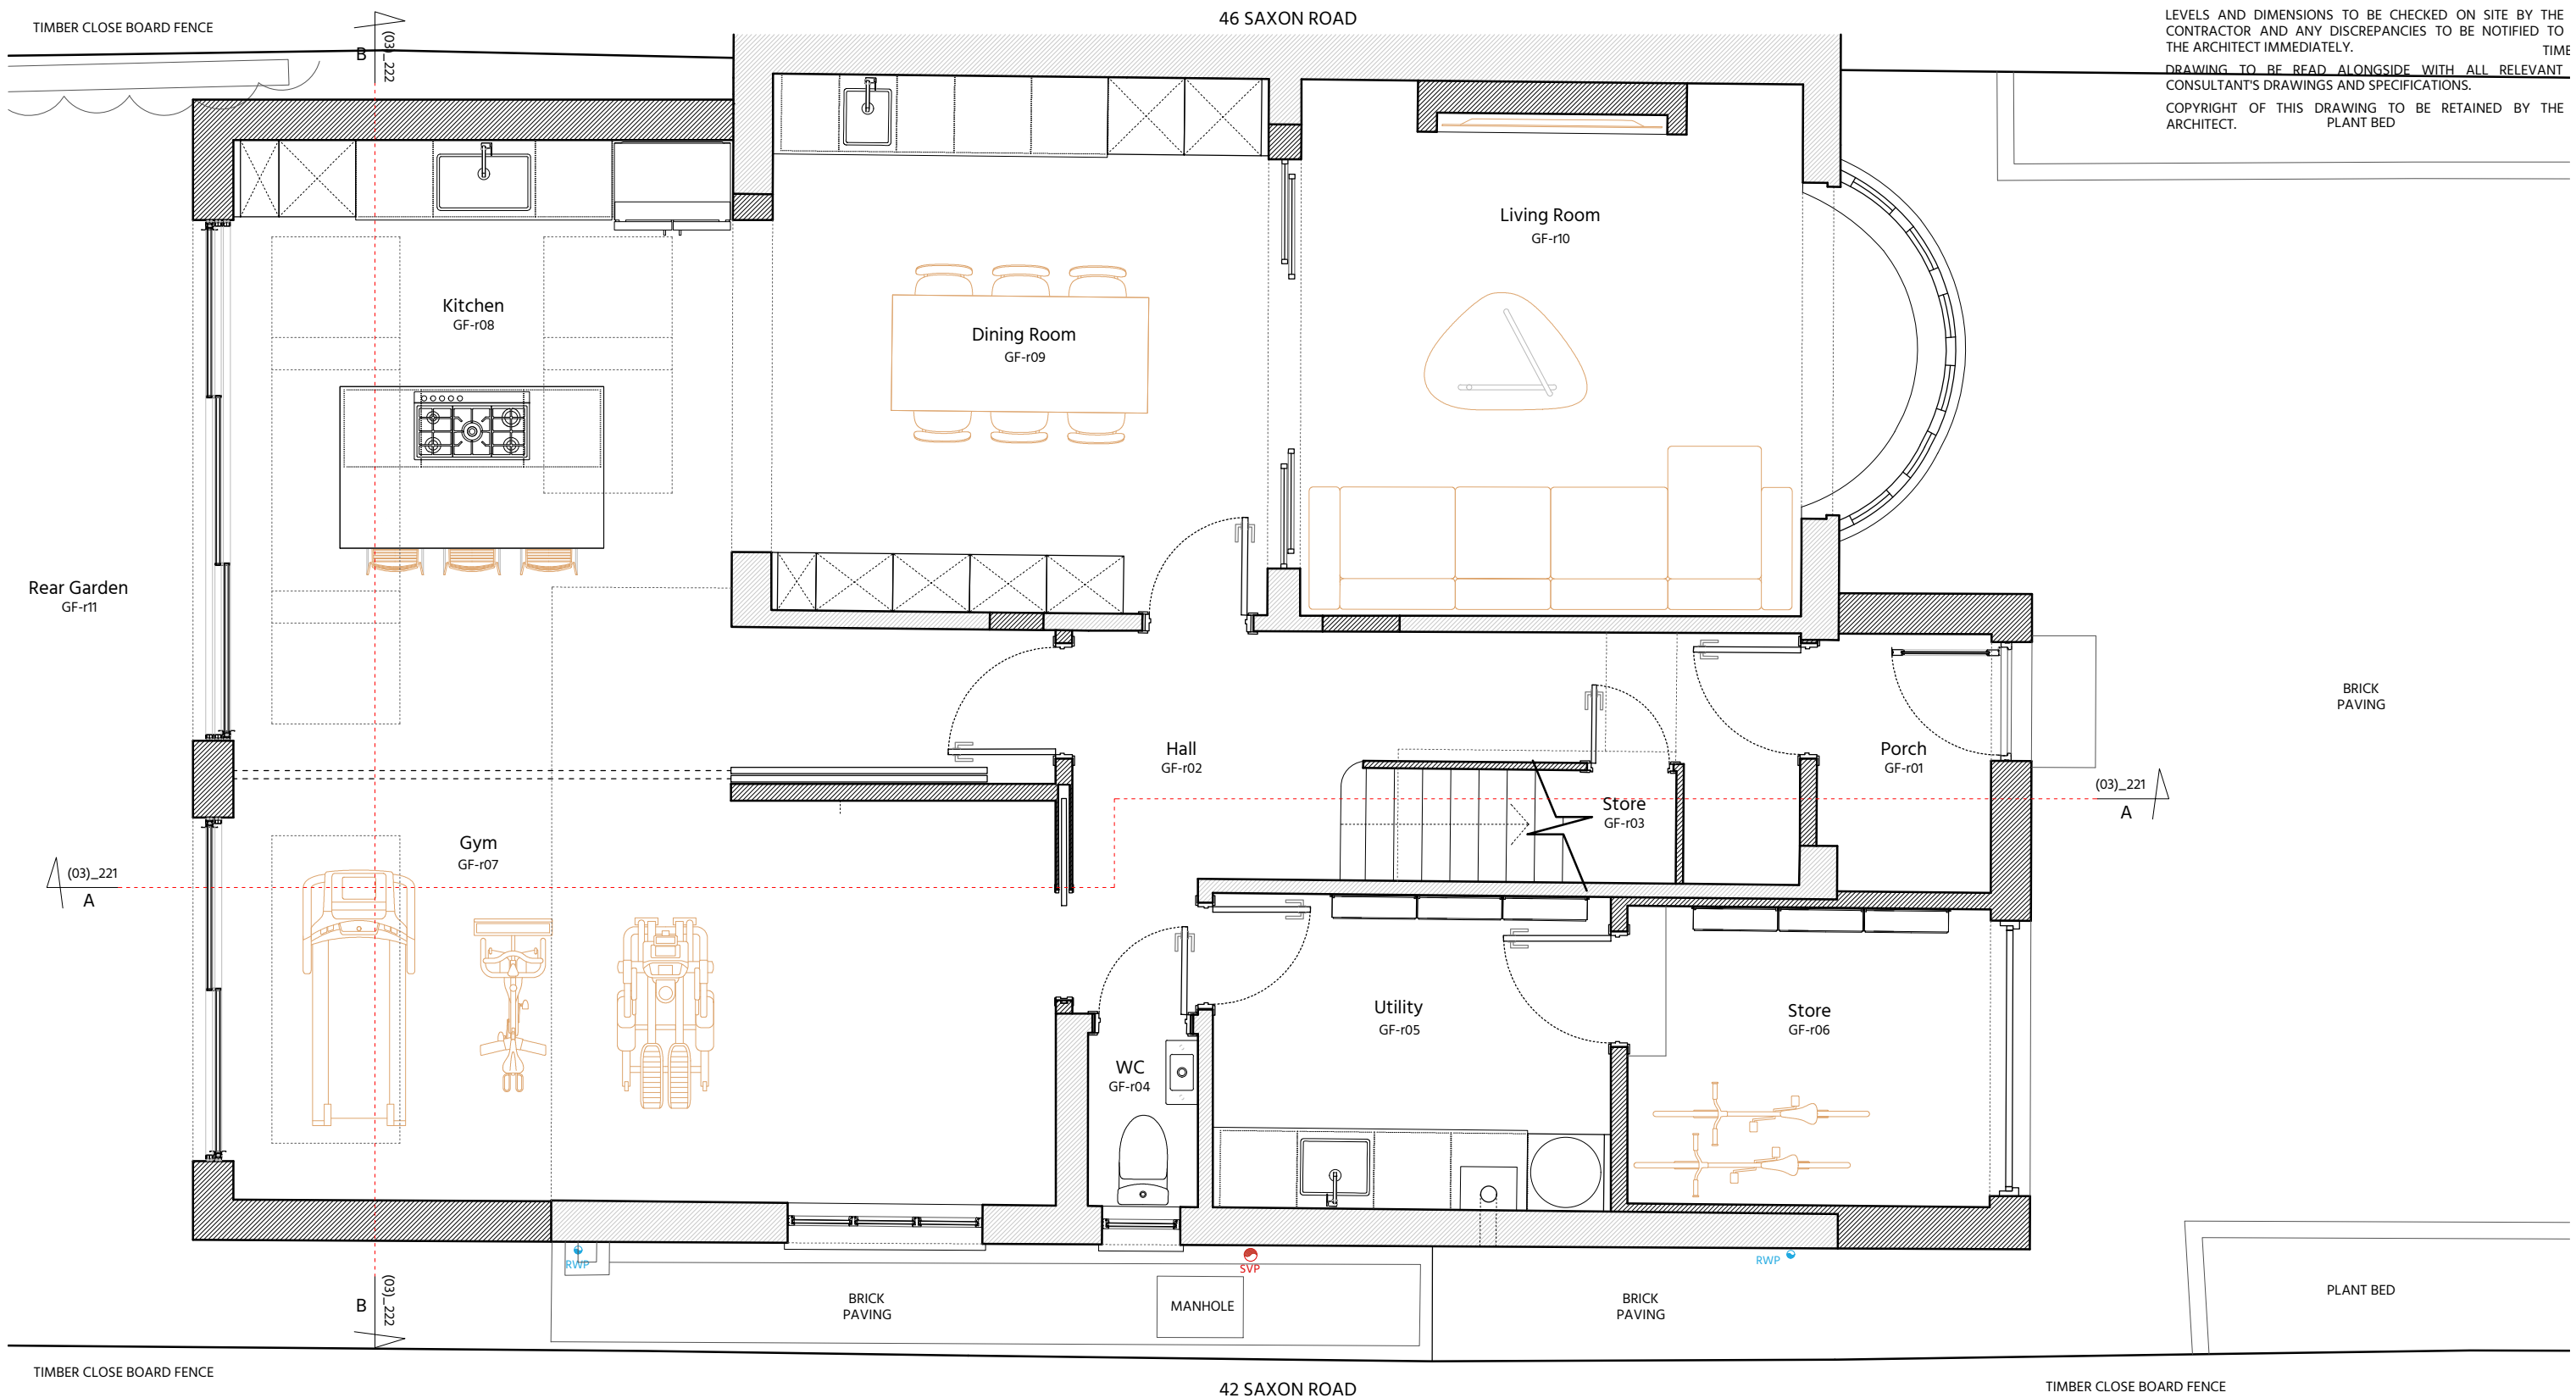 TIMBER CLOSE BOARD FENCE
B
(03)_222
46 SAXON ROAD
LEVELS AND DIMENSIONS TO BE CHECKED ON SITE BY THE
CONTRACTOR AND ANY DISCREPANCIES TO BE NOTIFIED TO
THE ARCHITECT IMMEDIATELY.
TIMB
DRAWING TO BE READ ALONGSIDE WITH ALL RELEVANT
CONSULTANT'S DRAWINGS AND SPECIFICATIONS.
COPYRIGHT OF THIS DRAWING TO BE RETAINED BY THE
ARCHITECT.
PLANT BED
Living Room
GF-r10
Kitchen
GF-r08
Dining Room
GF-r09
Rear Garden
GF-r11
BRICK
PAVING
Hall
GF-r02
Porch
GF-r01
(03)_221
A
Store
GF-r03
Gym
GF-r07
(03)_221
A
Utility
GF-r05
Store
GF-r06
WC
GF-r04
RWP
SVP
RWP
B
(03)_222
BRICK
PAVING
MANHOLE
BRICK
PAVING
PLANT BED
TIMBER CLOSE BOARD FENCE
42 SAXON ROAD
TIMBER CLOSE BOARD FENCE